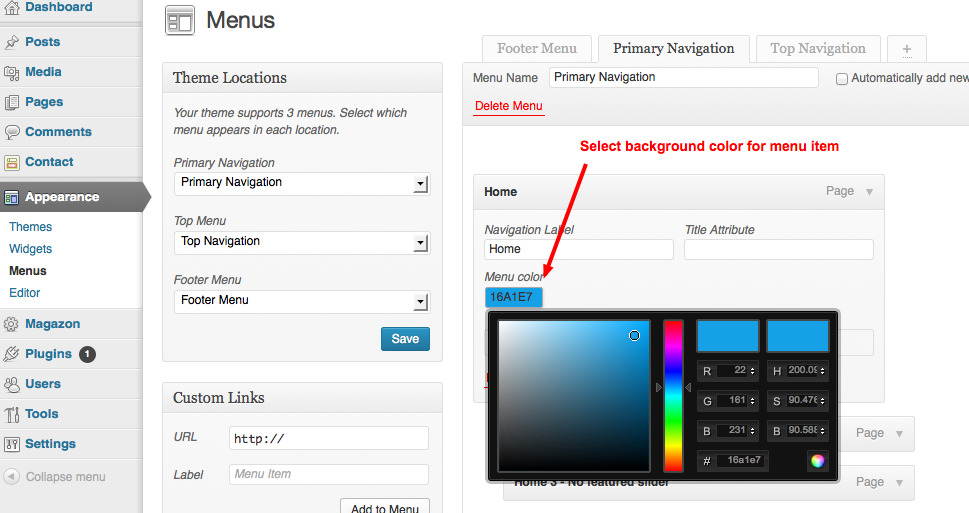 Dashboard
Posts
Media
Pages
Comments
Contact
Appearance
Themes
Widgets
Menus
Editor
Magazon
Plugins 1
Users
Tools
Settings
Collapse menu
Menus
Theme Locations
Your theme supports 3 menus. Select which
menu appears in each location.
Primary Navigation
Primary Navigation
Top Menu
Top Navigation
Footer Menu
Footer Menu
Save
Custom Links
URL
http://
Label
Menu Item
Add to Menu
Footer Menu
Primary Navigation
Top Navigation
+
Menu Name
Primary Navigation
Automatically add new
Delete Menu
Select background color for menu item
Home
Page
Navigation Label
Title Attribute
Home
Menu color
16A1E7
R 22
H 200.09
G 161
S 90.476
B 231
B 90.588
# 16a1e7
Page
Home 3 - No featured slider
Page